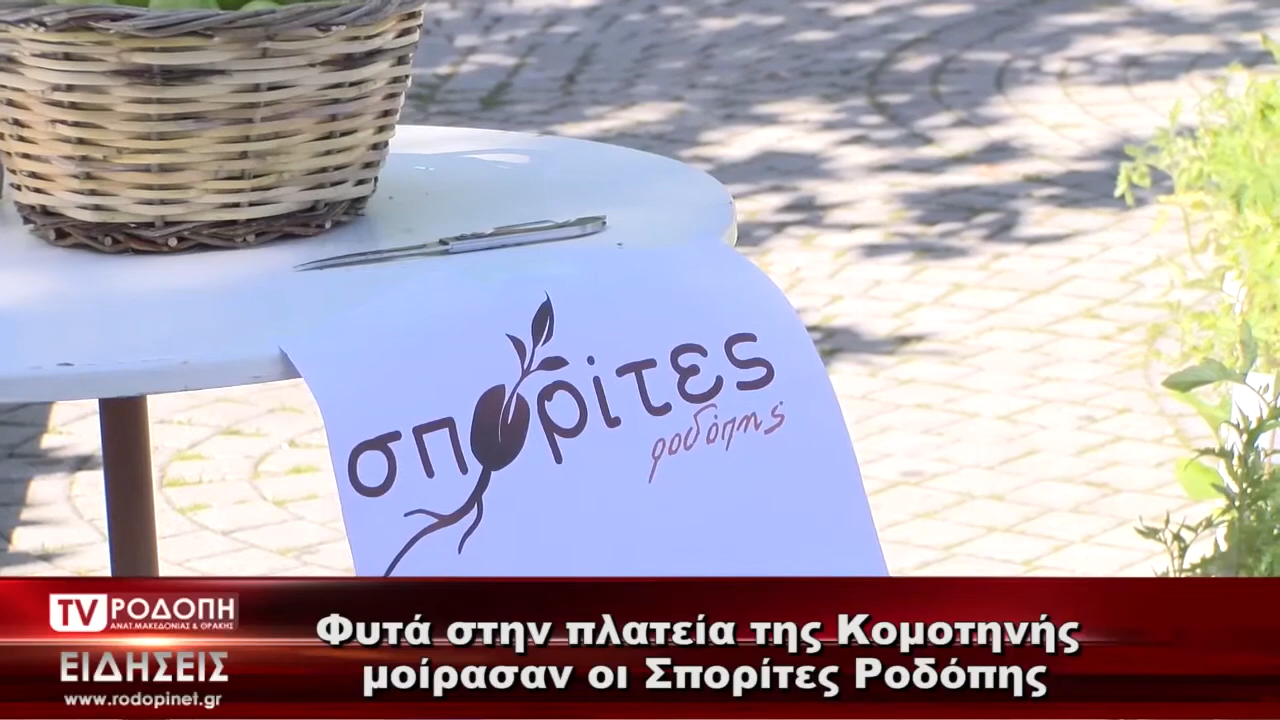 σπορίτες
ροδόπης
TV ΡΟΔΟΠΗ
ΑΝΑΤ.ΜΑΚΕΔΟΝΙΑΣ & ΘΡΑΚΗΣ
ΕΙΔΗΣΕΙΣ
www.rodopinet.gr
Φυτά στην πλατεία της Κομοτηνής
μοίρασαν οι Σπορίτες Ροδόπης